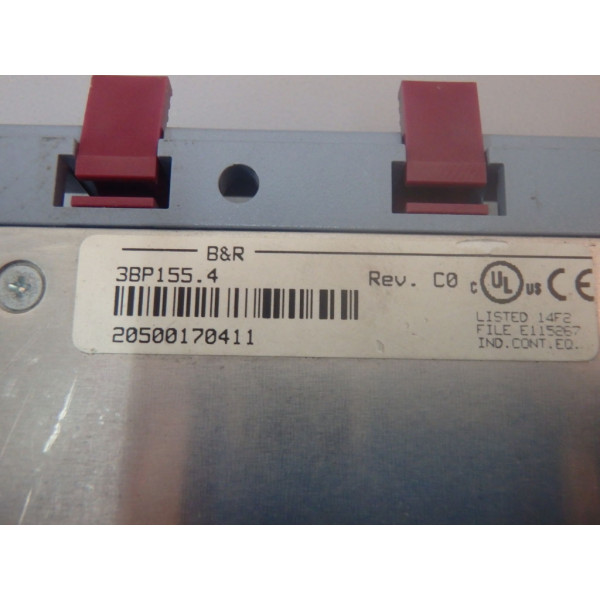 B&R
3BP155.4
Rev. C0
c UL us CE
20500170411
LISTED 14F2
FILE E115267
IND.CONT.EQ.